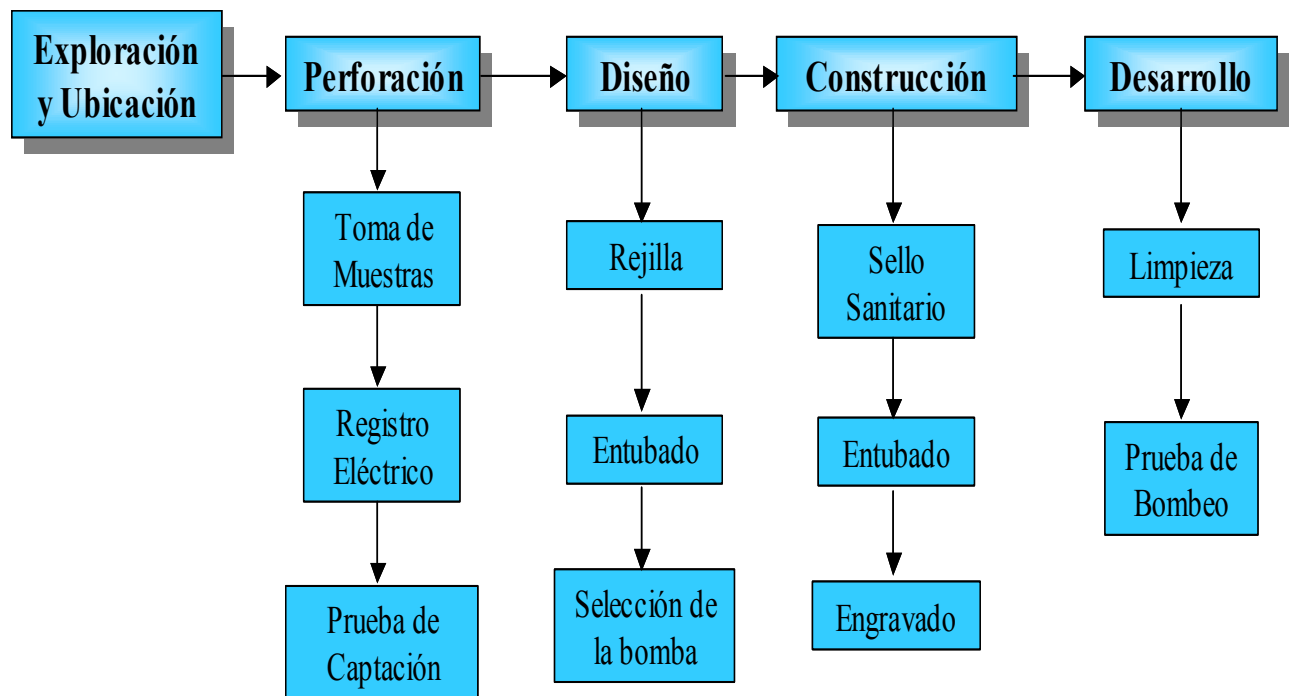 Exploración
y Ubicación
Perforación
Diseño
Construcción
Desarrollo
Toma de
Muestras
Registro
Eléctrico
Prueba de
Captación
Rejilla
Entubado
Selección de
la bomba
Sello
Sanitario
Entubado
Engravado
Limpieza
Prueba de
Bombeo